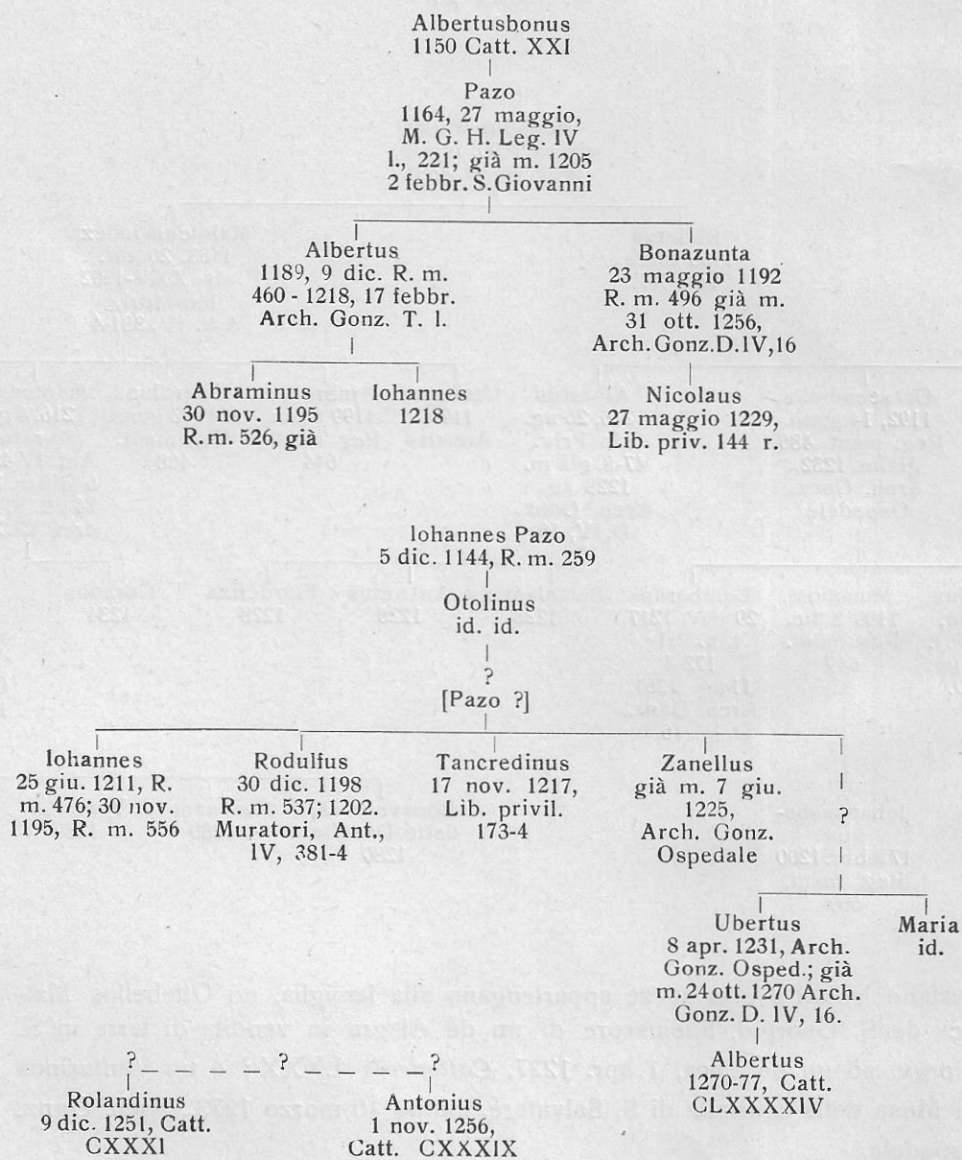 Albertusbonus
1150 Catt. XXI
Pazo
1164, 27 maggio,
M. G. H. Leg. IV
I., 221; già m. 1205
2 febbr. S. Giovanni
Albertus
1189, 9 dic. R. m.
460 - 1218, 17 febbr.
Arch. Gonz. T. I.
Bonazunta
23 maggio 1192
R. m. 496 già m.
31 ott. 1256,
Arch. Gonz. D. IV, 16
Abraminus
30 nov. 1195
R. m. 526, già
Iohannes
1218
Nicolaus
27 maggio 1229,
Lib. priv. 144 r.
Iohannes Pazo
5 dic. 1144, R. m. 259
Otolinus
id. id.
?
[Pazo ?]
Iohannes
25 giu. 1211, R.
m. 476; 30 nov.
1195, R. m. 556
Rodulfus
30 dic. 1198
R. m. 537; 1202.
Muratori, Ant.,
IV, 381-4
Tancredinus
17 nov. 1217,
Lib. privil.
173-4
Zanellus
già m. 7 giu.
1225,
Arch. Gonz.
Ospedale
?
Ubertus
8 apr. 1231, Arch.
Gonz. Osped.; già
m. 24 ott. 1270 Arch.
Gonz. D. IV, 16.
Maria
id.
Albertus
1270-77, Catt.
CLXXXXIV
? _ _ _ ? _ _ _ ?
Rolandinus
9 dic. 1251, Catt.
CXXXI
Antonius
1 nov. 1256,
Catt. CXXXIX